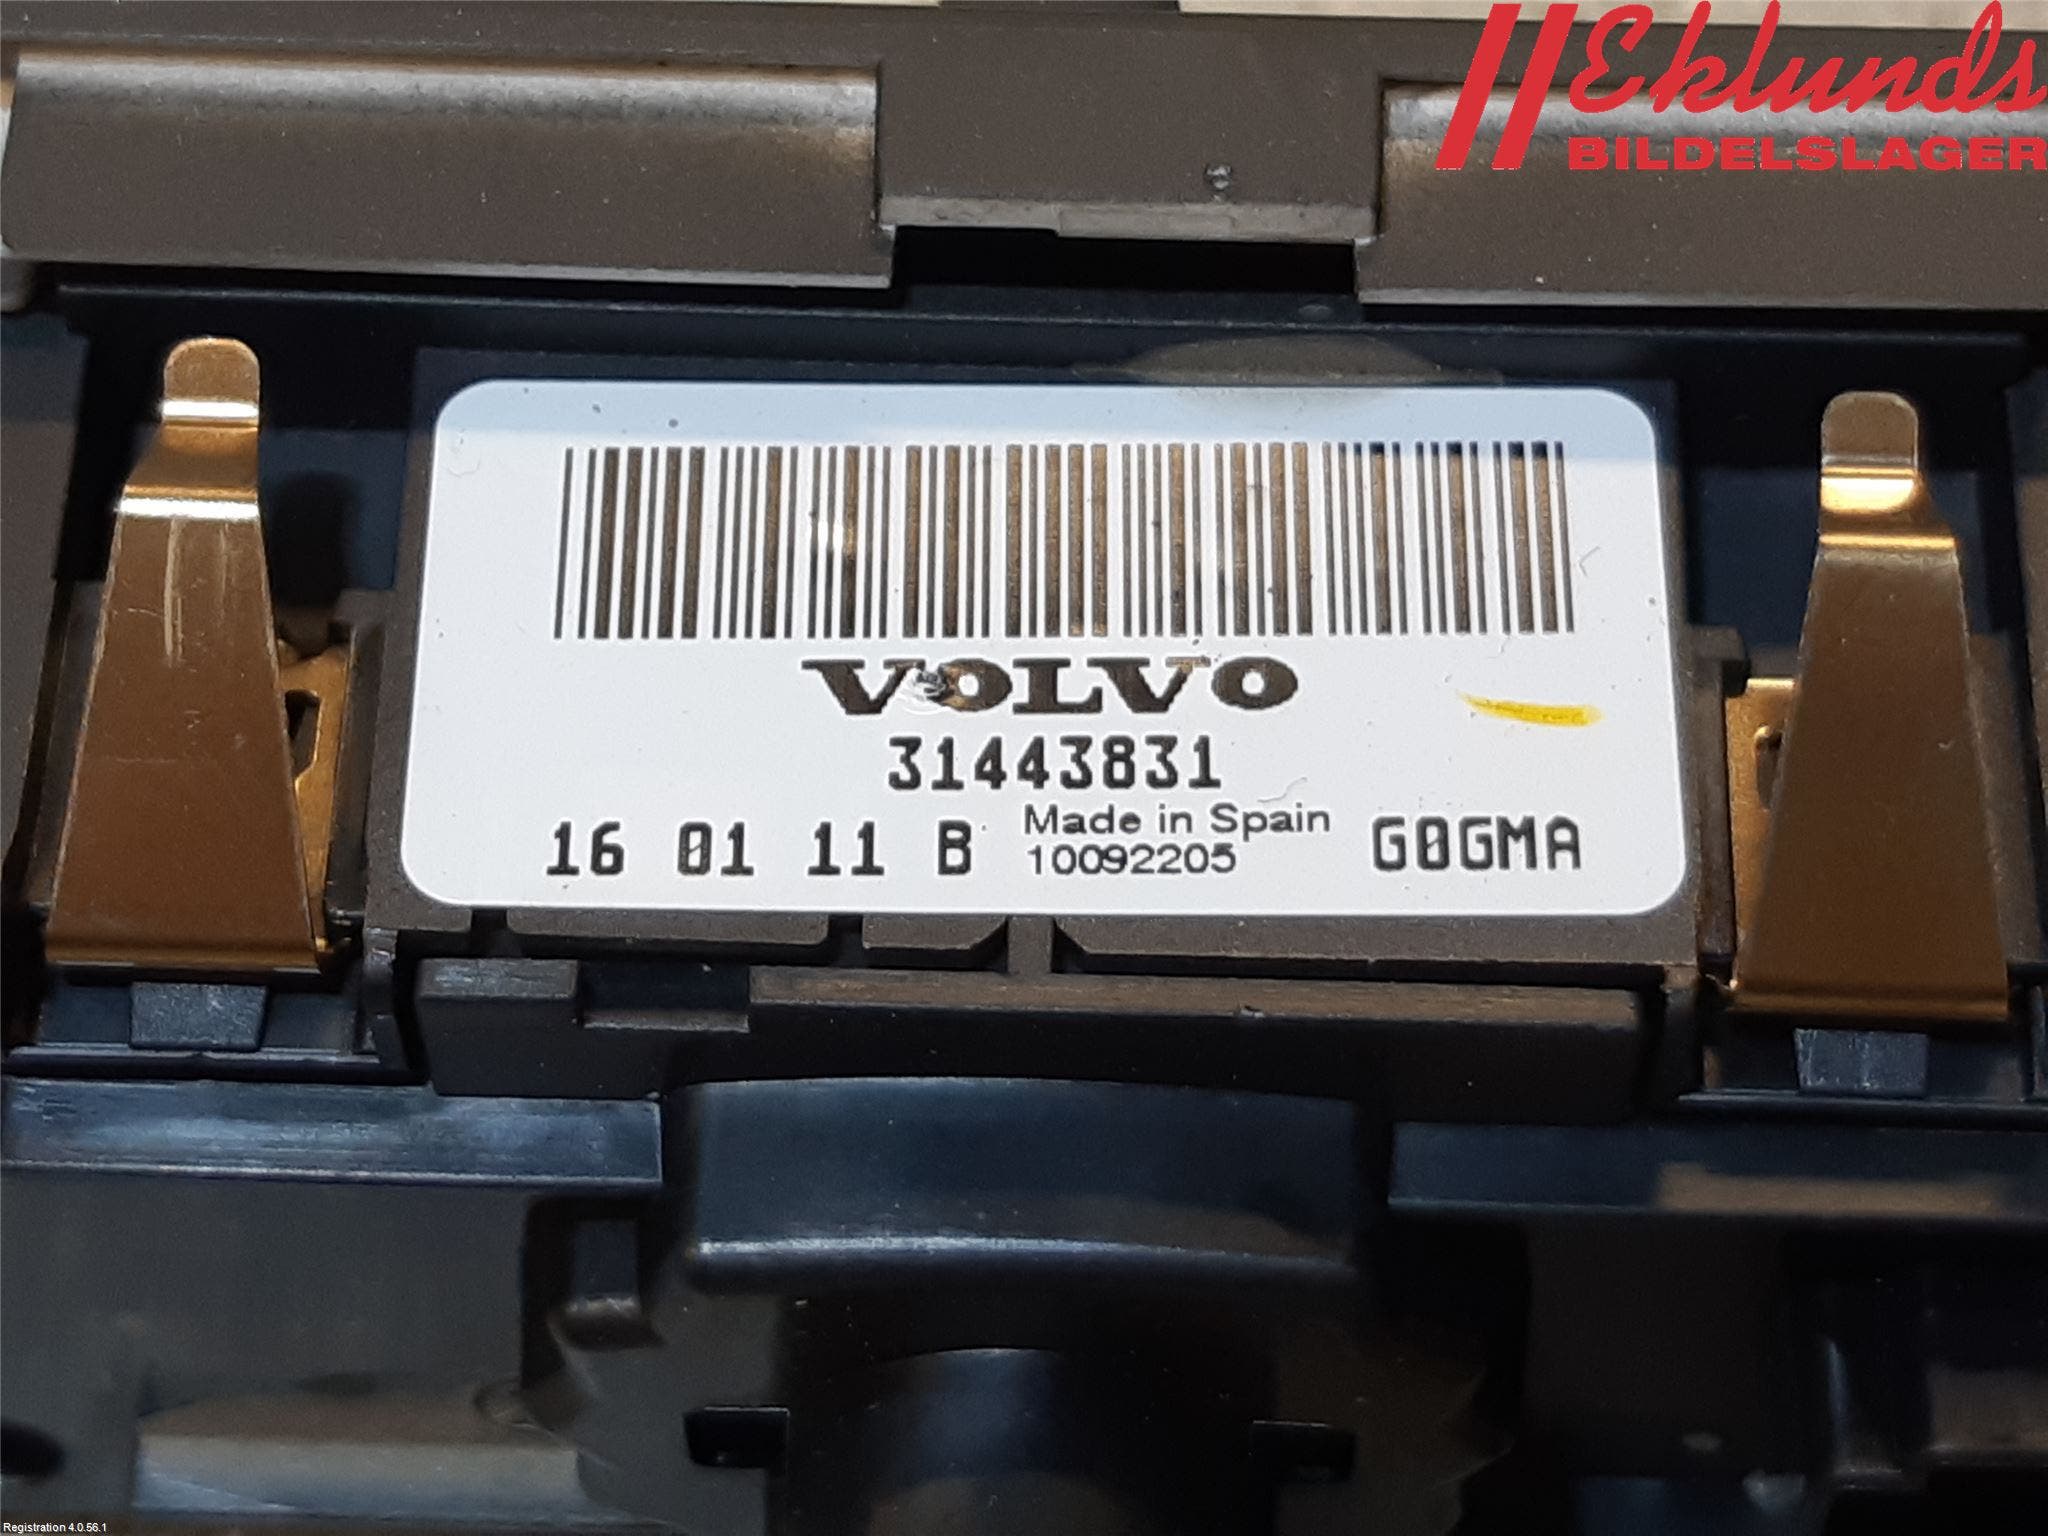 Eklunds
BILDELSLAGER
VOLVO
31443831
16 01 11 B Made in Spain G0GMA
10092205
Registration 4.0.56.1